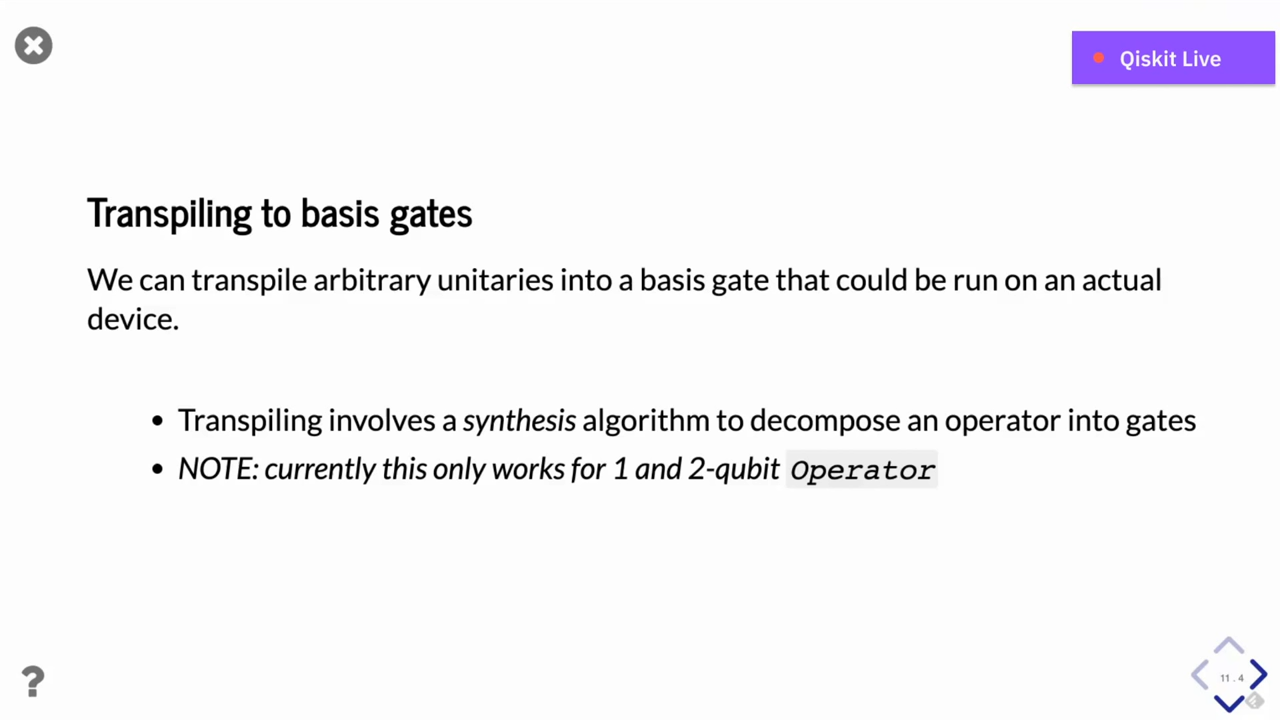 Qiskit Live
Transpiling to basis gates
We can transpile arbitrary unitaries into a basis gate that could be run on an actual
device.
• Transpiling involves a synthesis algorithm to decompose an operator into gates
• NOTE: currently this only works for 1 and 2-qubit Operator
?
11.4